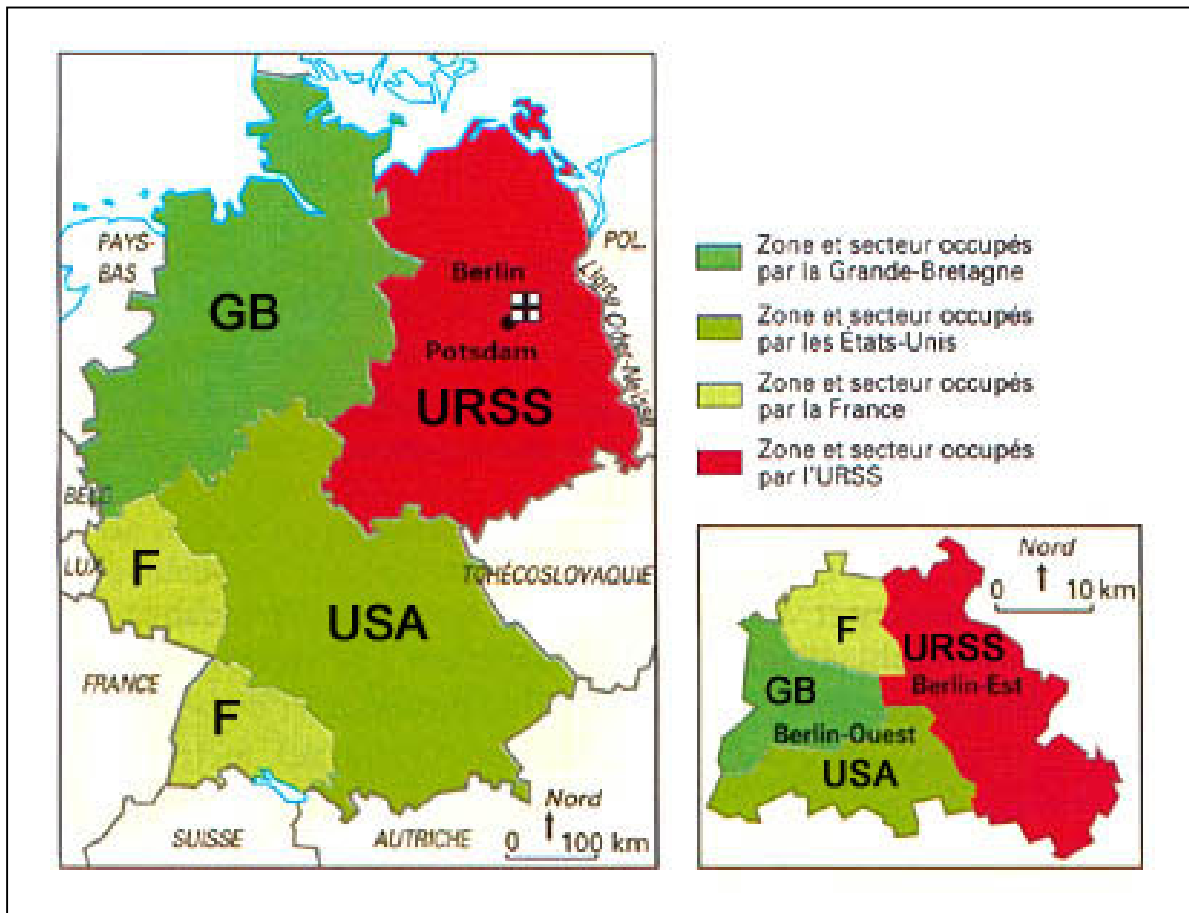 PAYS-
BAS
GB
Berlin
Potsdam
URSS
POL.
Ligne Oder-Neisse
BELG.
LUX.
F
USA
TCHÉCOSLOVAQUIE
FRANCE
F
SUISSE
AUTRICHE
Nord
0 100 km
Zone et secteur occupés
par la Grande-Bretagne
Zone et secteur occupés
par les États-Unis
Zone et secteur occupés
par la France
Zone et secteur occupés
par l'URSS
Nord
0 10 km
F
URSS
Berlin-Est
GB
Berlin-Ouest
USA